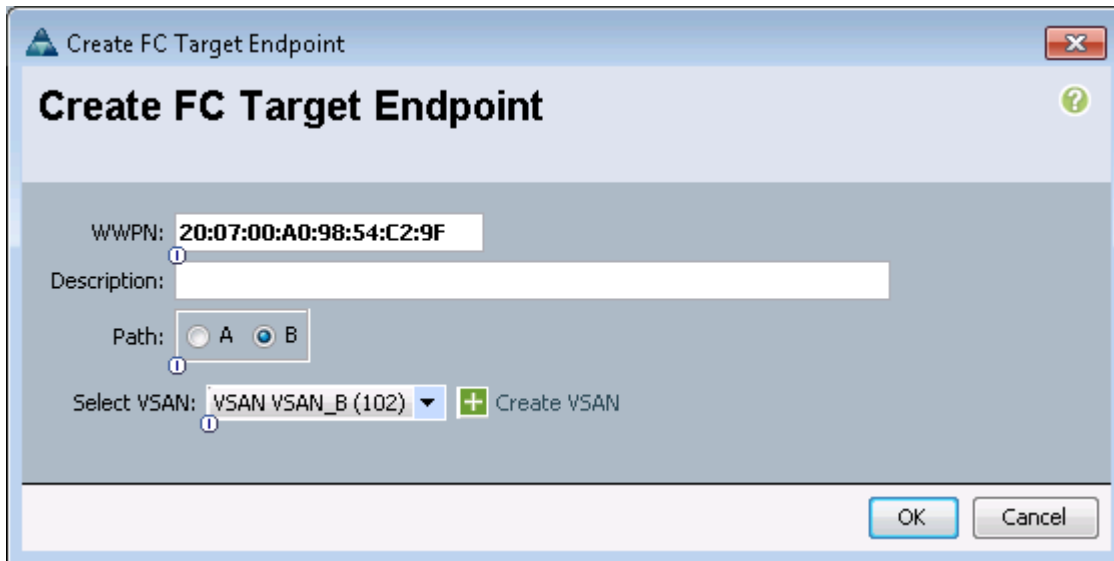 Create FC Target Endpoint
Create FC Target Endpoint
WWPN: 20:07:00:A0:98:54:C2:9F
Description:
Path: A B
Select VSAN: VSAN VSAN_B (102) Create VSAN
OK Cancel